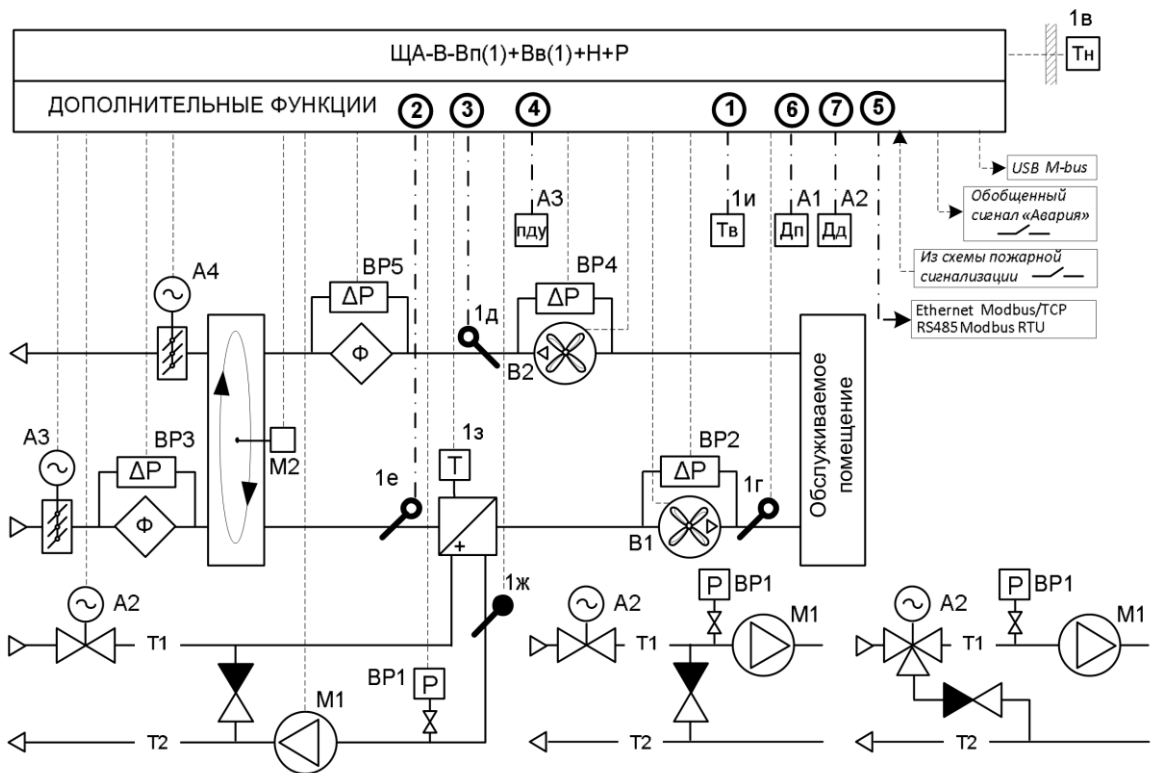 1в
ЩА-В-Вп(1)+Вв(1)+Н+Р
Тн
ДОПОЛНИТЕЛЬНЫЕ ФУНКЦИИ
2
3
4
1
6
7
5
USB M-bus
Обобщенный
сигнал «Авария»
Из схемы пожарной
сигнализации
Ethernet Modbus/TCP
RS485 Modbus RTU
А3
пду
1и
Тв
А1
Дп
А2
Дд
А4
ВР5
ΔР
Ф
1д
В2
ВР4
ΔР
Обслуживаемое
помещение
А3
ВР3
ΔР
Ф
М2
1е
1з
Т
+
ВР2
ΔР
1г
В1
1ж
А2
Т1
ВР1
Р
М1
Т2
А2
Т1
ВР1
Р
М1
Т2
А2
Т1
ВР1
Р
М1
Т2